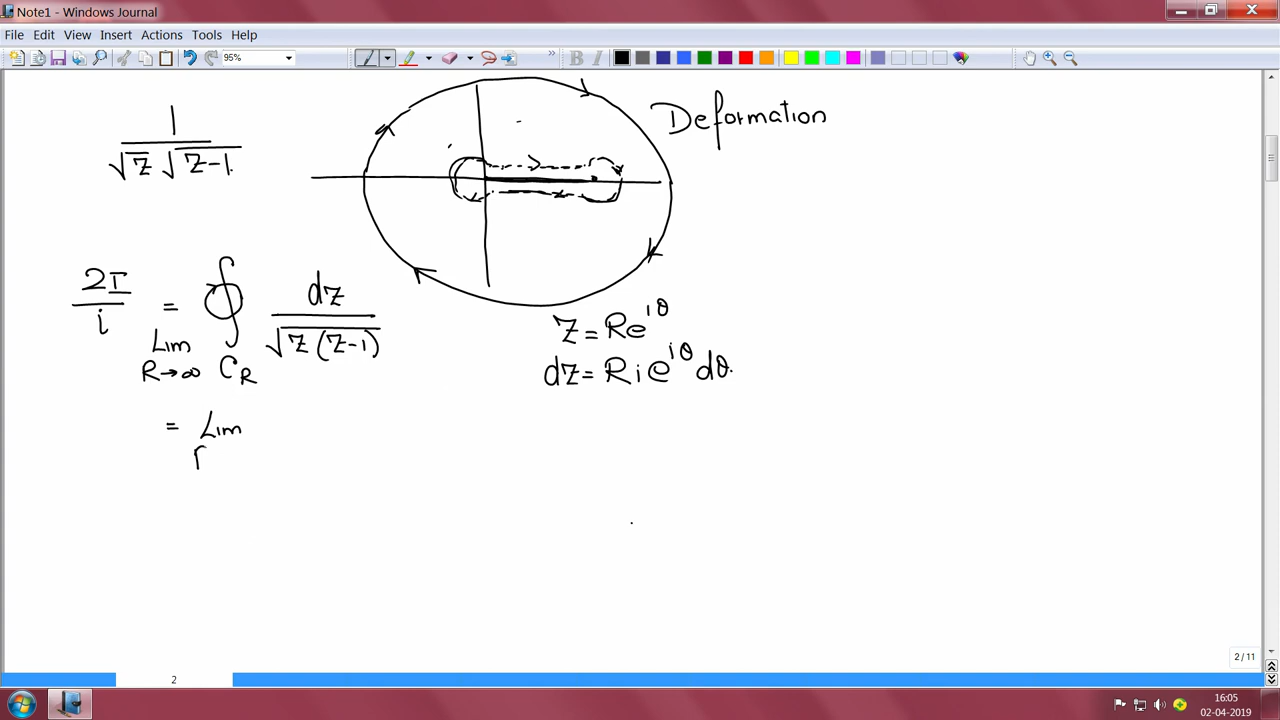 Note1 - Windows Journal
File Edit View Insert Actions Tools Help
95%
B I
Deformation
1
√z √z-1
2I
i
= ∮ dz
√z(z-1)
Lim
R→∞ C_R
z = Re^{iθ}
dz = Rie^{iθ} dθ
= Lim
2 / 11
2
16:05
02-04-2019